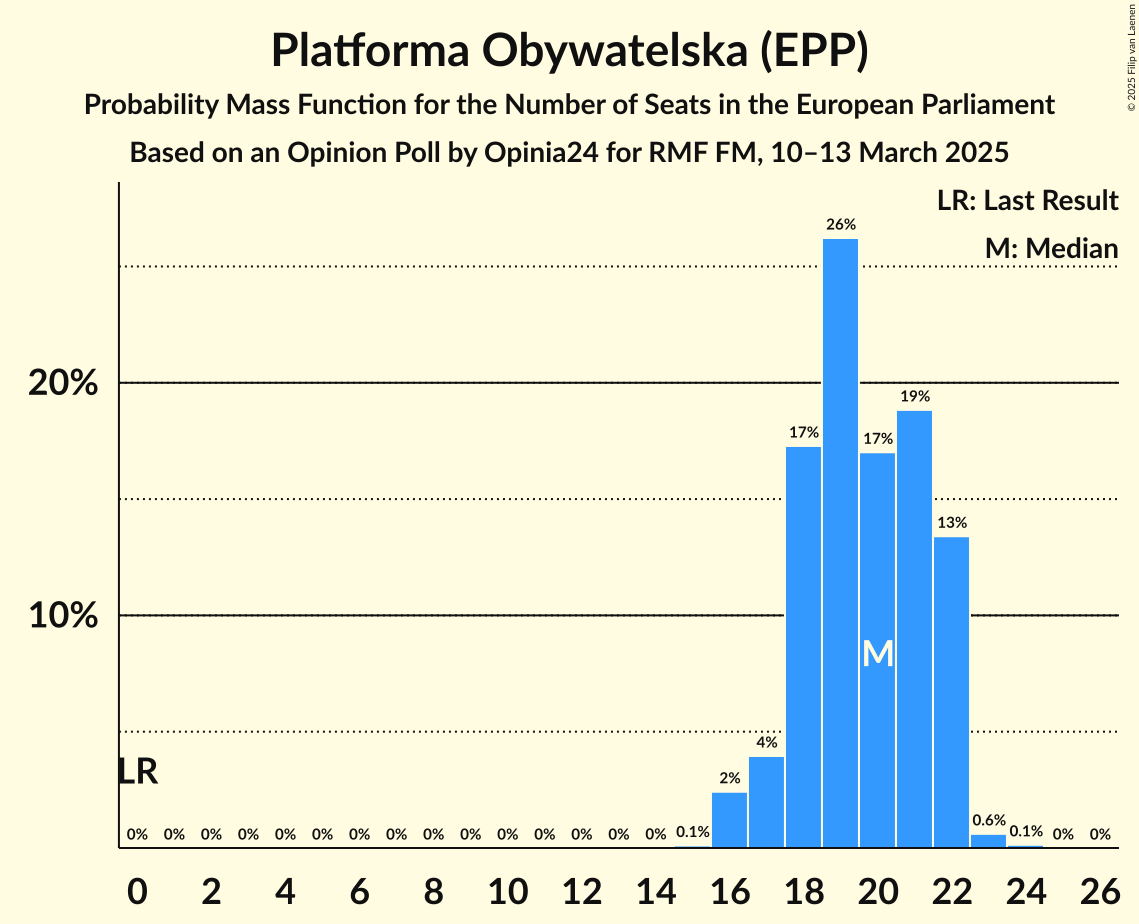 Platforma Obywatelska (EPP)
Probability Mass Function for the Number of Seats in the European Parliament
Based on an Opinion Poll by Opinia24 for RMF FM, 10–13 March 2025
© 2025 Filip van Laenen
LR: Last Result
M: Median
26%
20%
19%
17%
17%
13%
10%
M
4%
LR
2%
0% 0% 0% 0% 0% 0% 0% 0% 0% 0% 0% 0% 0% 0% 0% 0.1% 0.6% 0.1% 0% 0%
0 2 4 6 8 10 12 14 16 18 20 22 24 26